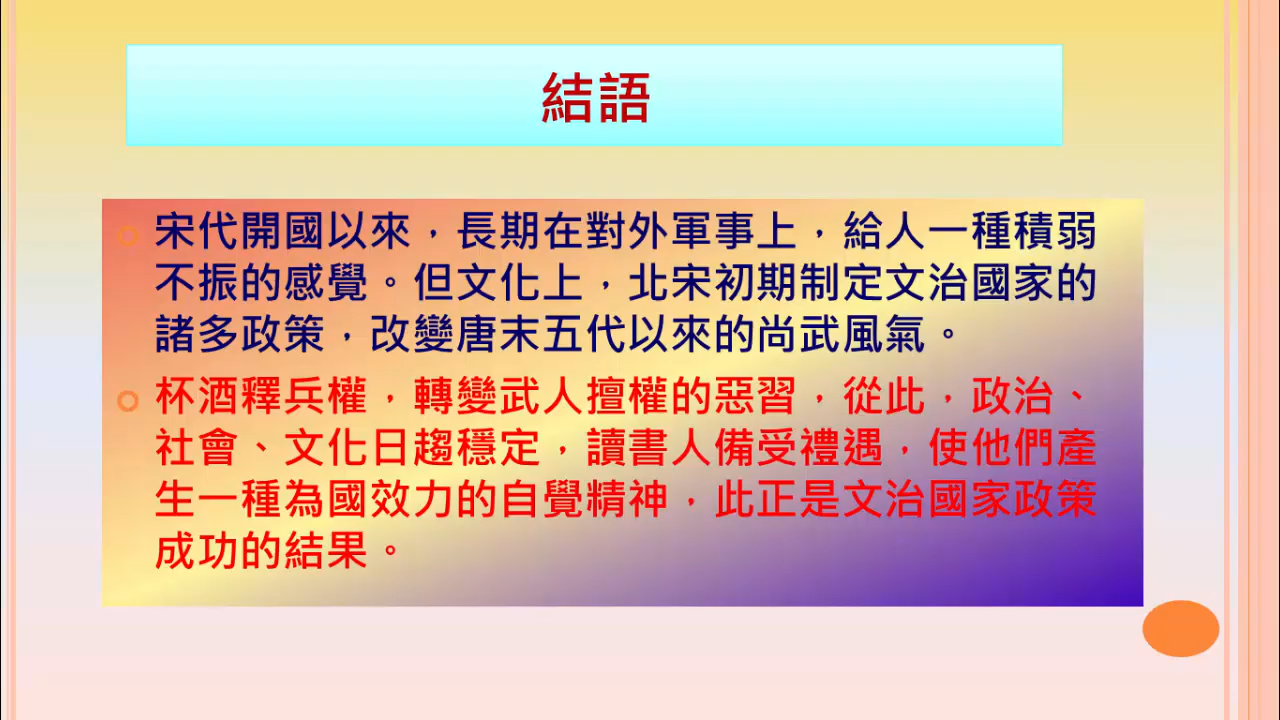 結語
宋代開國以來，長期在對外軍事上，給人一種積弱
不振的感覺。但文化上，北宋初期制定文治國家的
諸多政策，改變唐末五代以來的尚武風氣。
杯酒釋兵權，轉變武人擅權的惡習，從此，政治、
社會、文化日趨穩定，讀書人備受禮遇，使他們產
生一種為國效力的自覺精神，此正是文治國家政策
成功的結果。